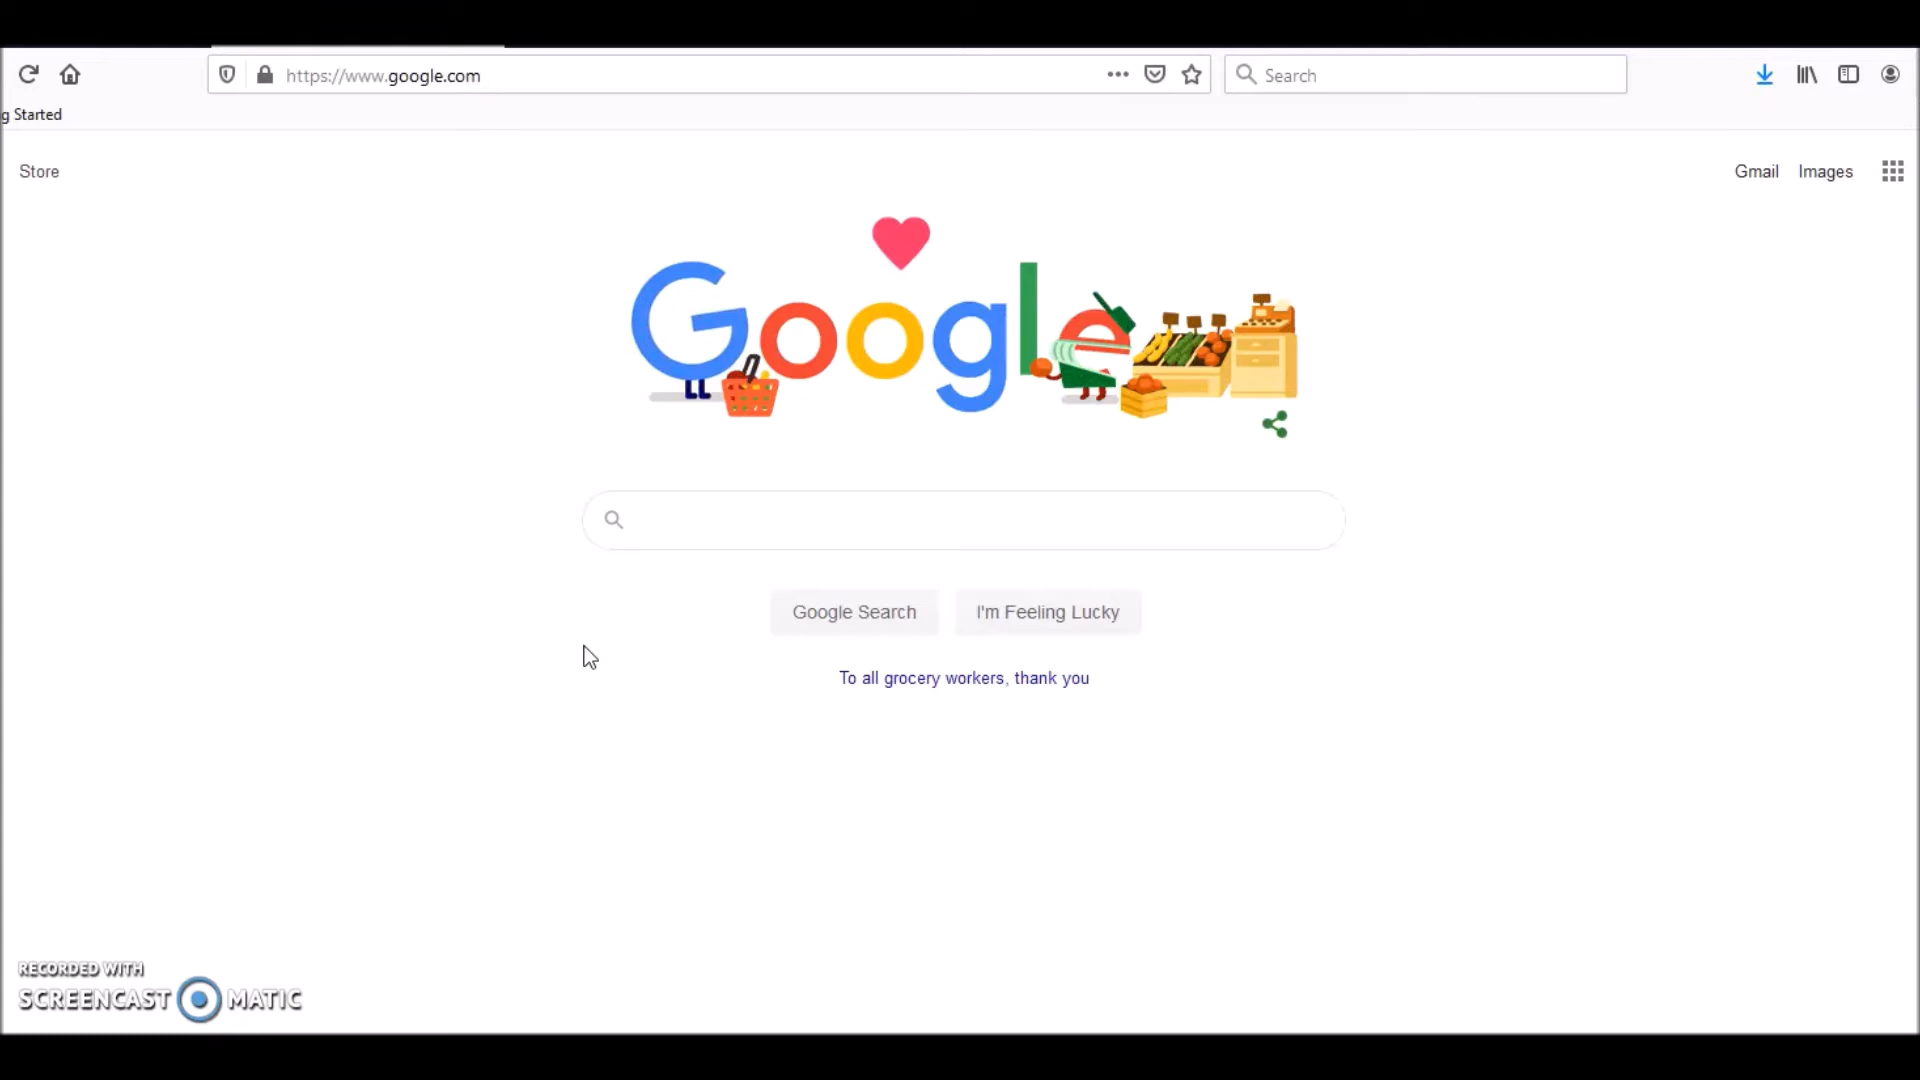 https://www.google.com
Search
g Started
Store
Gmail
Images
Google
Google Search
I'm Feeling Lucky
To all grocery workers, thank you
RECORDED WITH
SCREENCAST MATIC